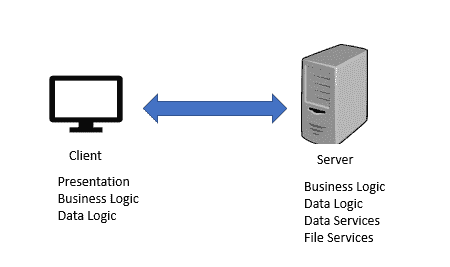 Client
Presentation
Business Logic
Data Logic
Server
Business Logic
Data Logic
Data Services
File Services